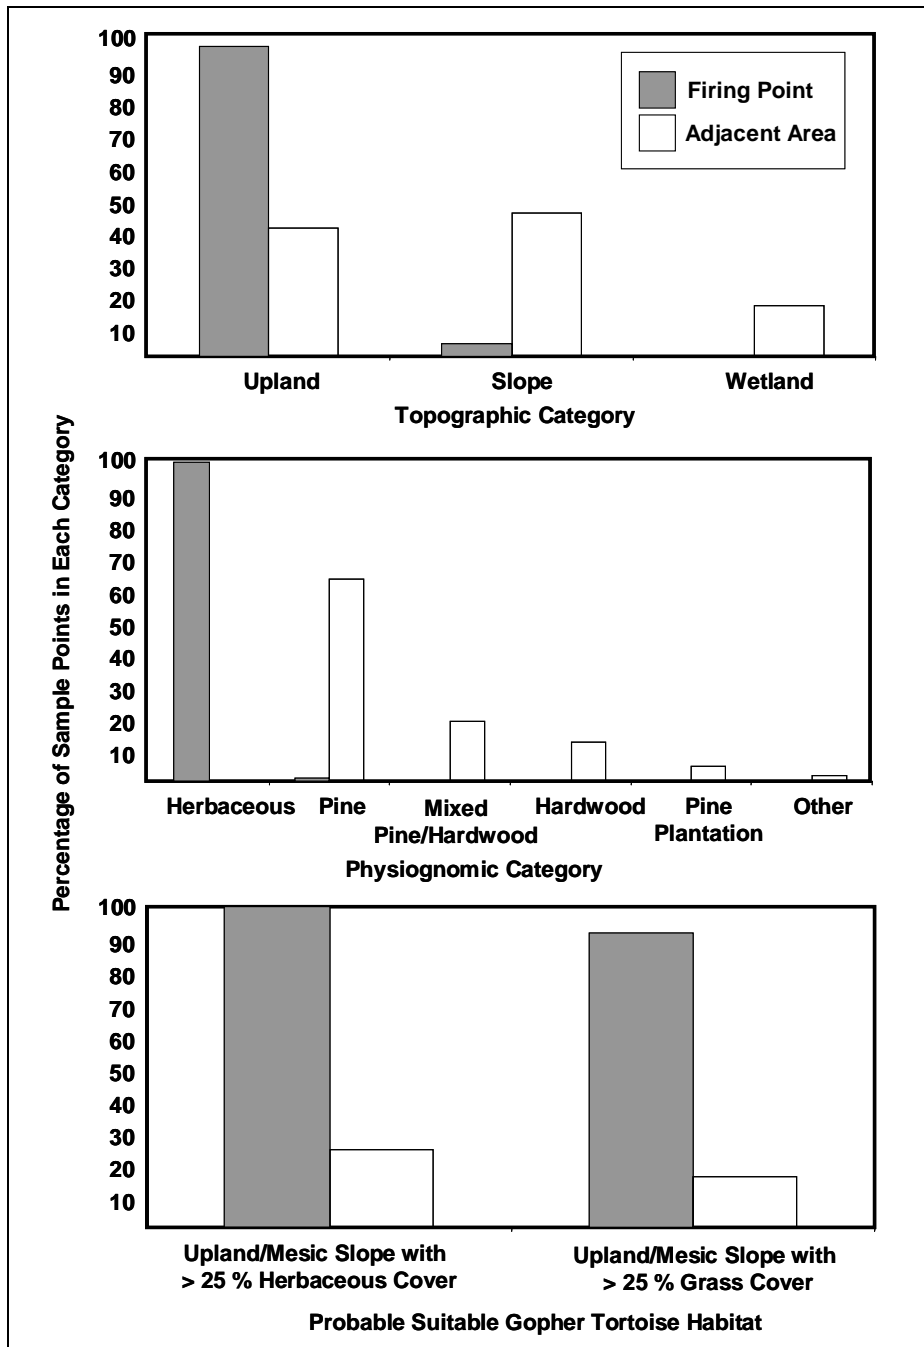 Percentage of Sample Points in Each Category
100
90
80
70
60
50
40
30
20
10
Firing Point
Adjacent Area
Upland
Slope
Wetland
Topographic Category
100
90
80
70
60
50
40
30
20
10
Herbaceous
Pine
Mixed
Pine/Hardwood
Hardwood
Pine
Plantation
Other
Physiognomic Category
100
90
80
70
60
50
40
30
20
10
Upland/Mesic Slope with
> 25 % Herbaceous Cover
Upland/Mesic Slope with
> 25 % Grass Cover
Probable Suitable Gopher Tortoise Habitat